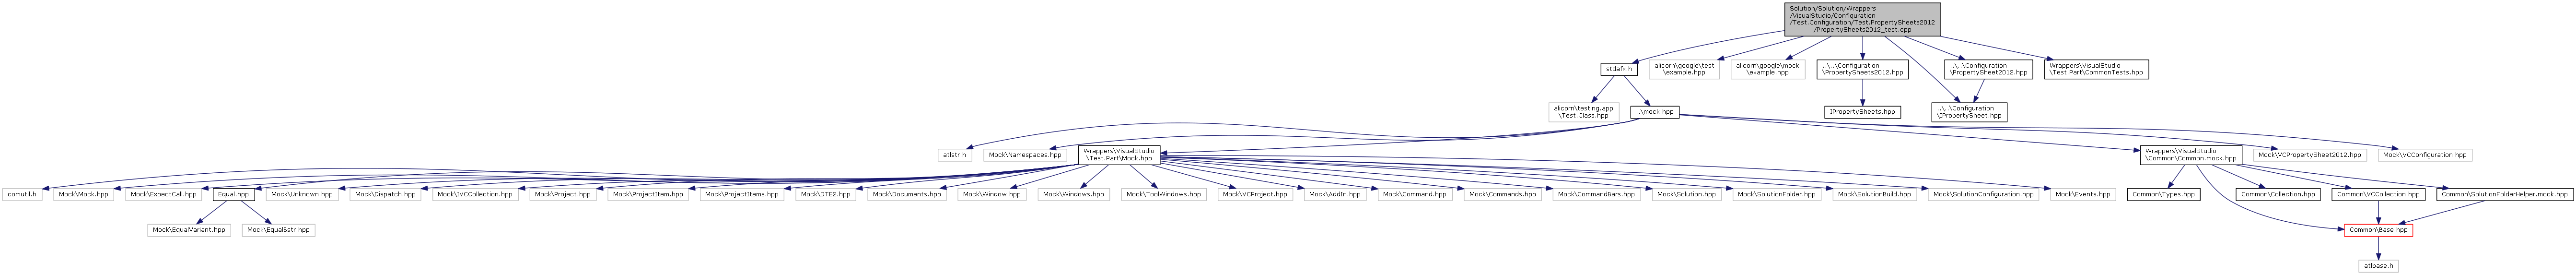 Solution/Solution/Wrappers
/VisualStudio/Configuration
/Test.Configuration/Test.PropertySheets2012
/PropertySheets2012_test.cpp
stdafx.h
alicorn\google\test
\example.hpp
alicorn\google\mock
\example.hpp
..\..\Configuration
\PropertySheets2012.hpp
..\..\Configuration
\PropertySheet2012.hpp
Wrappers\VisualStudio
\Test.Part\CommonTests.hpp
alicorn\testing.app
\Test.Class.hpp
..\mock.hpp
IPropertySheets.hpp
..\..\Configuration
\IPropertySheet.hpp
atlstr.h
Mock\Namespaces.hpp
Wrappers\VisualStudio
\Test.Part\Mock.hpp
Wrappers\VisualStudio
\Common\Common.mock.hpp
Mock\VCPropertySheet2012.hpp
Mock\VCConfiguration.hpp
comutil.h
Mock\Mock.hpp
Mock\ExpectCall.hpp
Equal.hpp
Mock\Unknown.hpp
Mock\Dispatch.hpp
Mock\IVCCollection.hpp
Mock\Project.hpp
Mock\ProjectItem.hpp
Mock\ProjectItems.hpp
Mock\DTE2.hpp
Mock\Documents.hpp
Mock\Window.hpp
Mock\Windows.hpp
Mock\ToolWindows.hpp
Mock\VCProject.hpp
Mock\AddIn.hpp
Mock\Command.hpp
Mock\Commands.hpp
Mock\CommandBars.hpp
Mock\Solution.hpp
Mock\SolutionFolder.hpp
Mock\SolutionBuild.hpp
Mock\SolutionConfiguration.hpp
Mock\Events.hpp
Common\Types.hpp
Common\Collection.hpp
Common\VCCollection.hpp
Common\SolutionFolderHelper.mock.hpp
Mock\EqualVariant.hpp
Mock\EqualBstr.hpp
Common\Base.hpp
atlbase.h